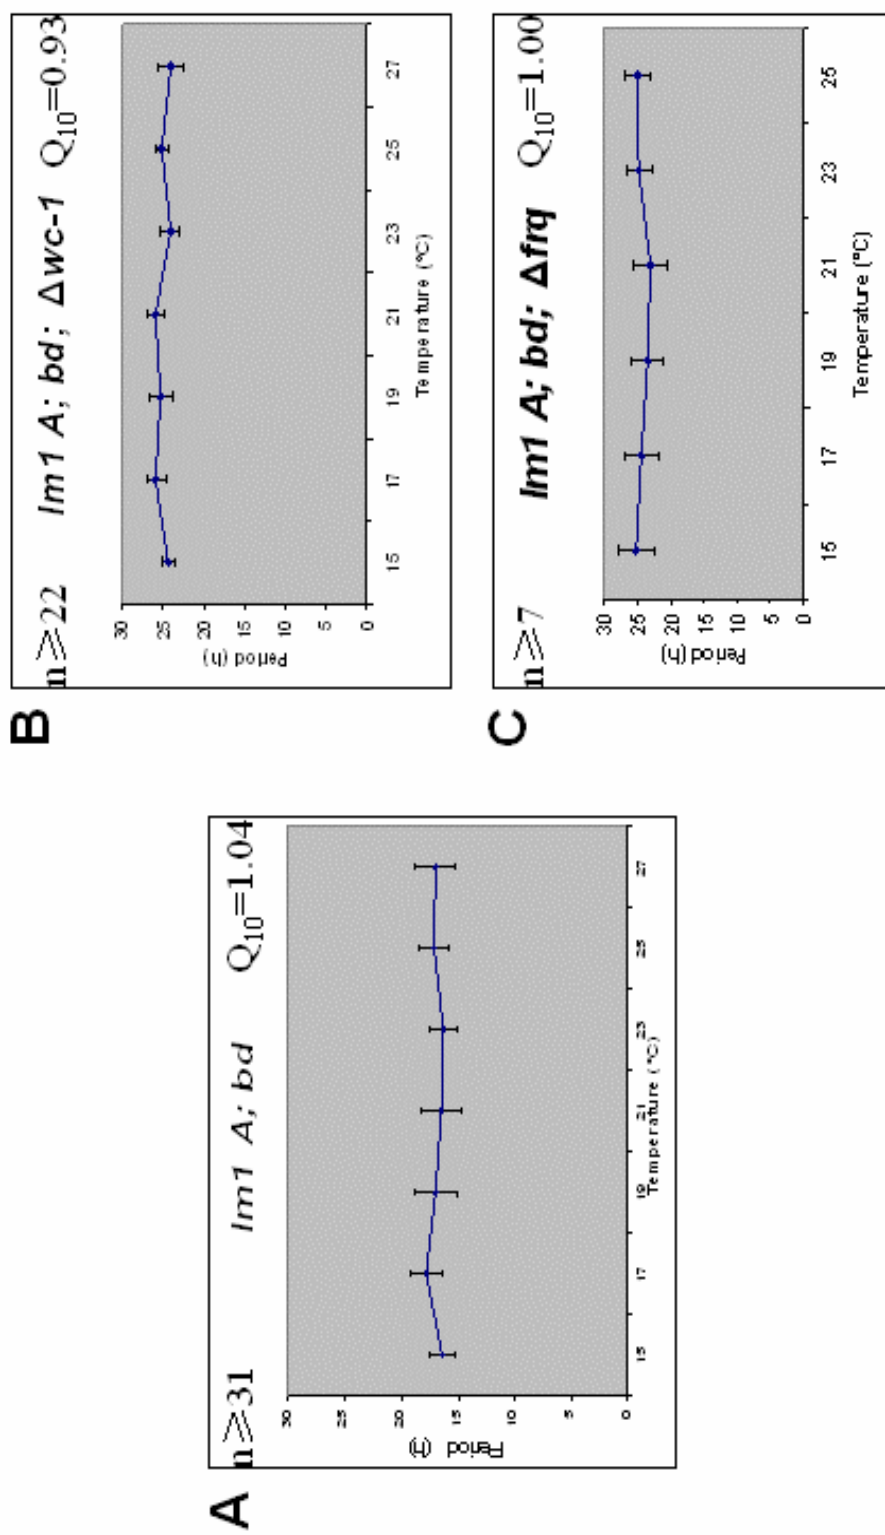 A
n≥31 Im1 A; bd Q10=1.04
30
25
20
15
10
5
0
Period (h)
15 17 19 21 23 25 27
Temperature (°C)
B
n≥22 Im1 A; bd; Δwc-1 Q10=0.93
30
25
20
15
10
5
0
Period (h)
15 17 19 21 23 25 27
Temperature (°C)
C
n≥7 Im1 A; bd; Δfrq Q10=1.00
30
25
20
15
10
5
0
Period (h)
15 17 19 21 23 25
Temperature (°C)